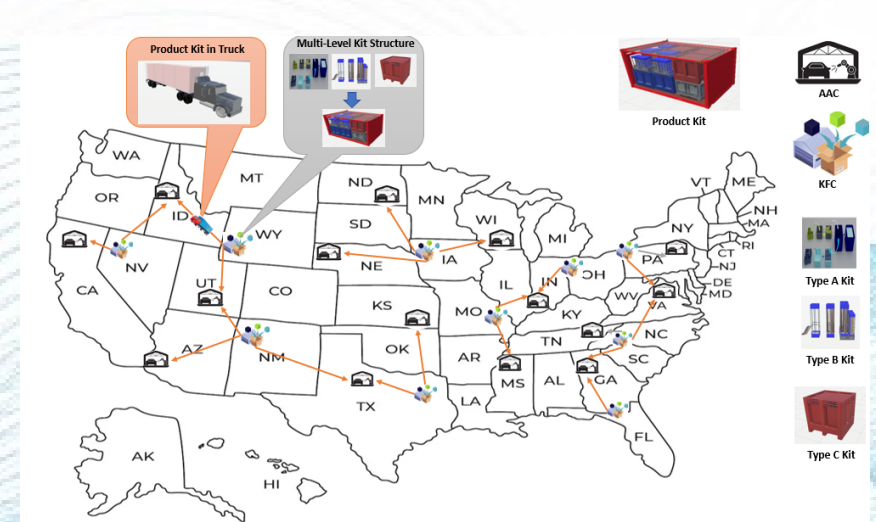 Product Kit in Truck
Multi-Level Kit Structure
Product Kit
AAC
KFC
Type A Kit
Type B Kit
Type C Kit
WA
MT
ND
MN
VT
ME
OR
ID
SD
WI
MI
NY
NH
MA
WY
NV
NE
IA
PA
RI
CT
NJ
CA
UT
CO
IL
IN
OH
DE
MD
KS
MO
WV
VA
KY
AZ
NM
OK
AR
TN
NC
SC
TX
LA
MS
AL
GA
FL
AK
HI